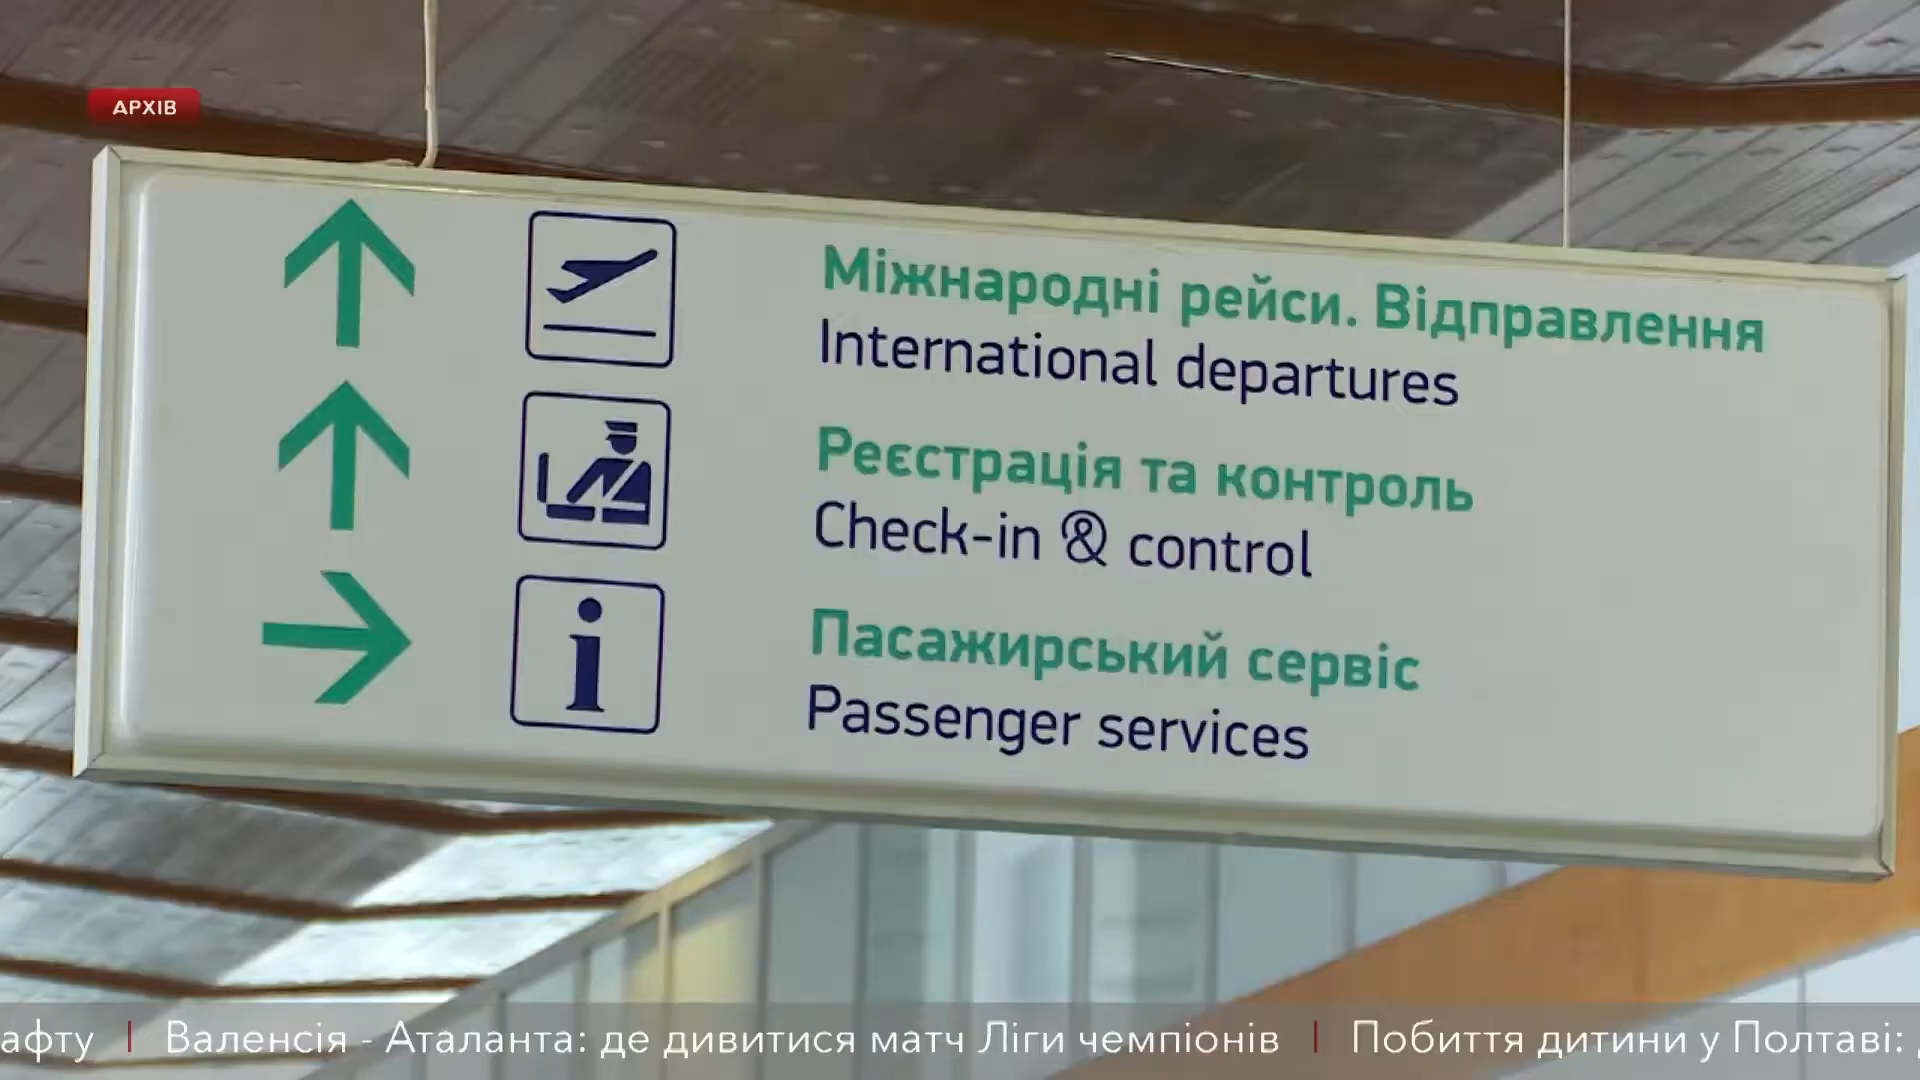 АРХІВ
Міжнародні рейси. Відправлення
International departures
Реєстрація та контроль
Check-in & control
Пасажирський сервіс
Passenger services
Валенсія - Аталанта: де дивитися матч Ліги чемпіонів | Побиття дитини у Полтаві: